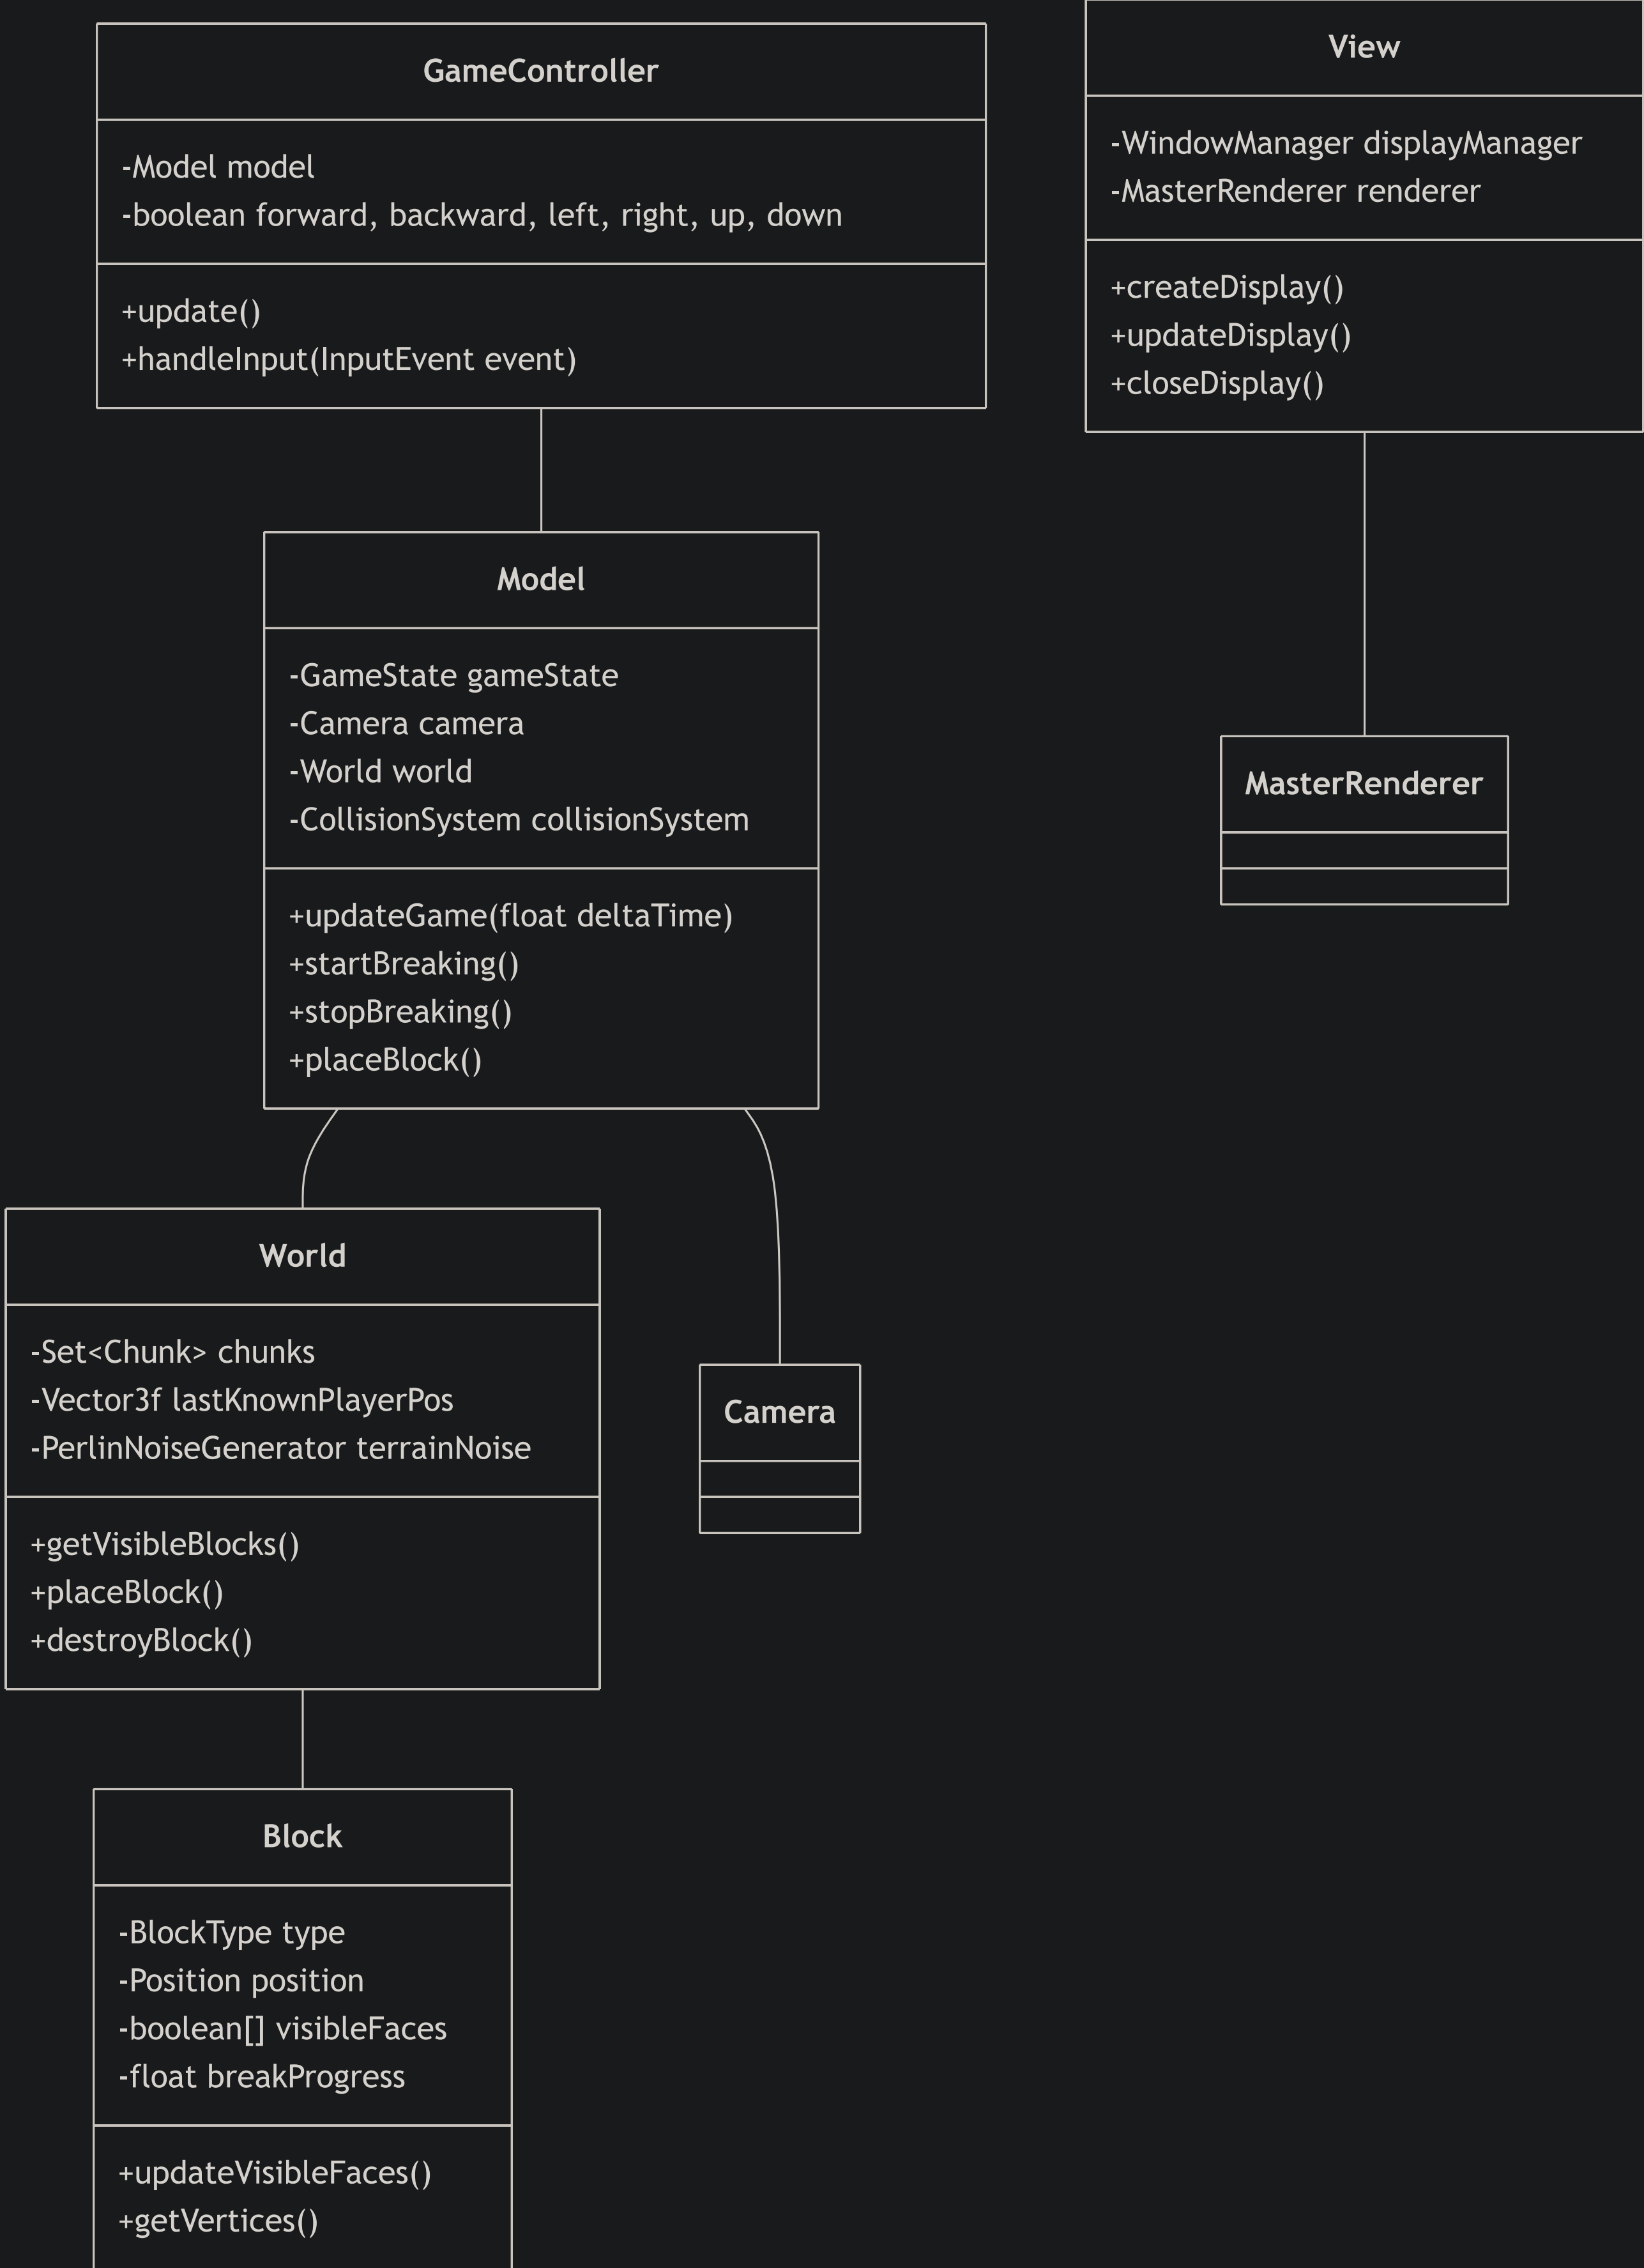 GameController
-Model model
-boolean forward, backward, left, right, up, down
+update()
+handleInput(InputEvent event)
View
-WindowManager displayManager
-MasterRenderer renderer
+createDisplay()
+updateDisplay()
+closeDisplay()
Model
-GameState gameState
-Camera camera
-World world
-CollisionSystem collisionSystem
+updateGame(float deltaTime)
+startBreaking()
+stopBreaking()
+placeBlock()
MasterRenderer
World
-Set<Chunk> chunks
-Vector3f lastKnownPlayerPos
-PerlinNoiseGenerator terrainNoise
+getVisibleBlocks()
+placeBlock()
+destroyBlock()
Camera
Block
-BlockType type
-Position position
-boolean[] visibleFaces
-float breakProgress
+updateVisibleFaces()
+getVertices()